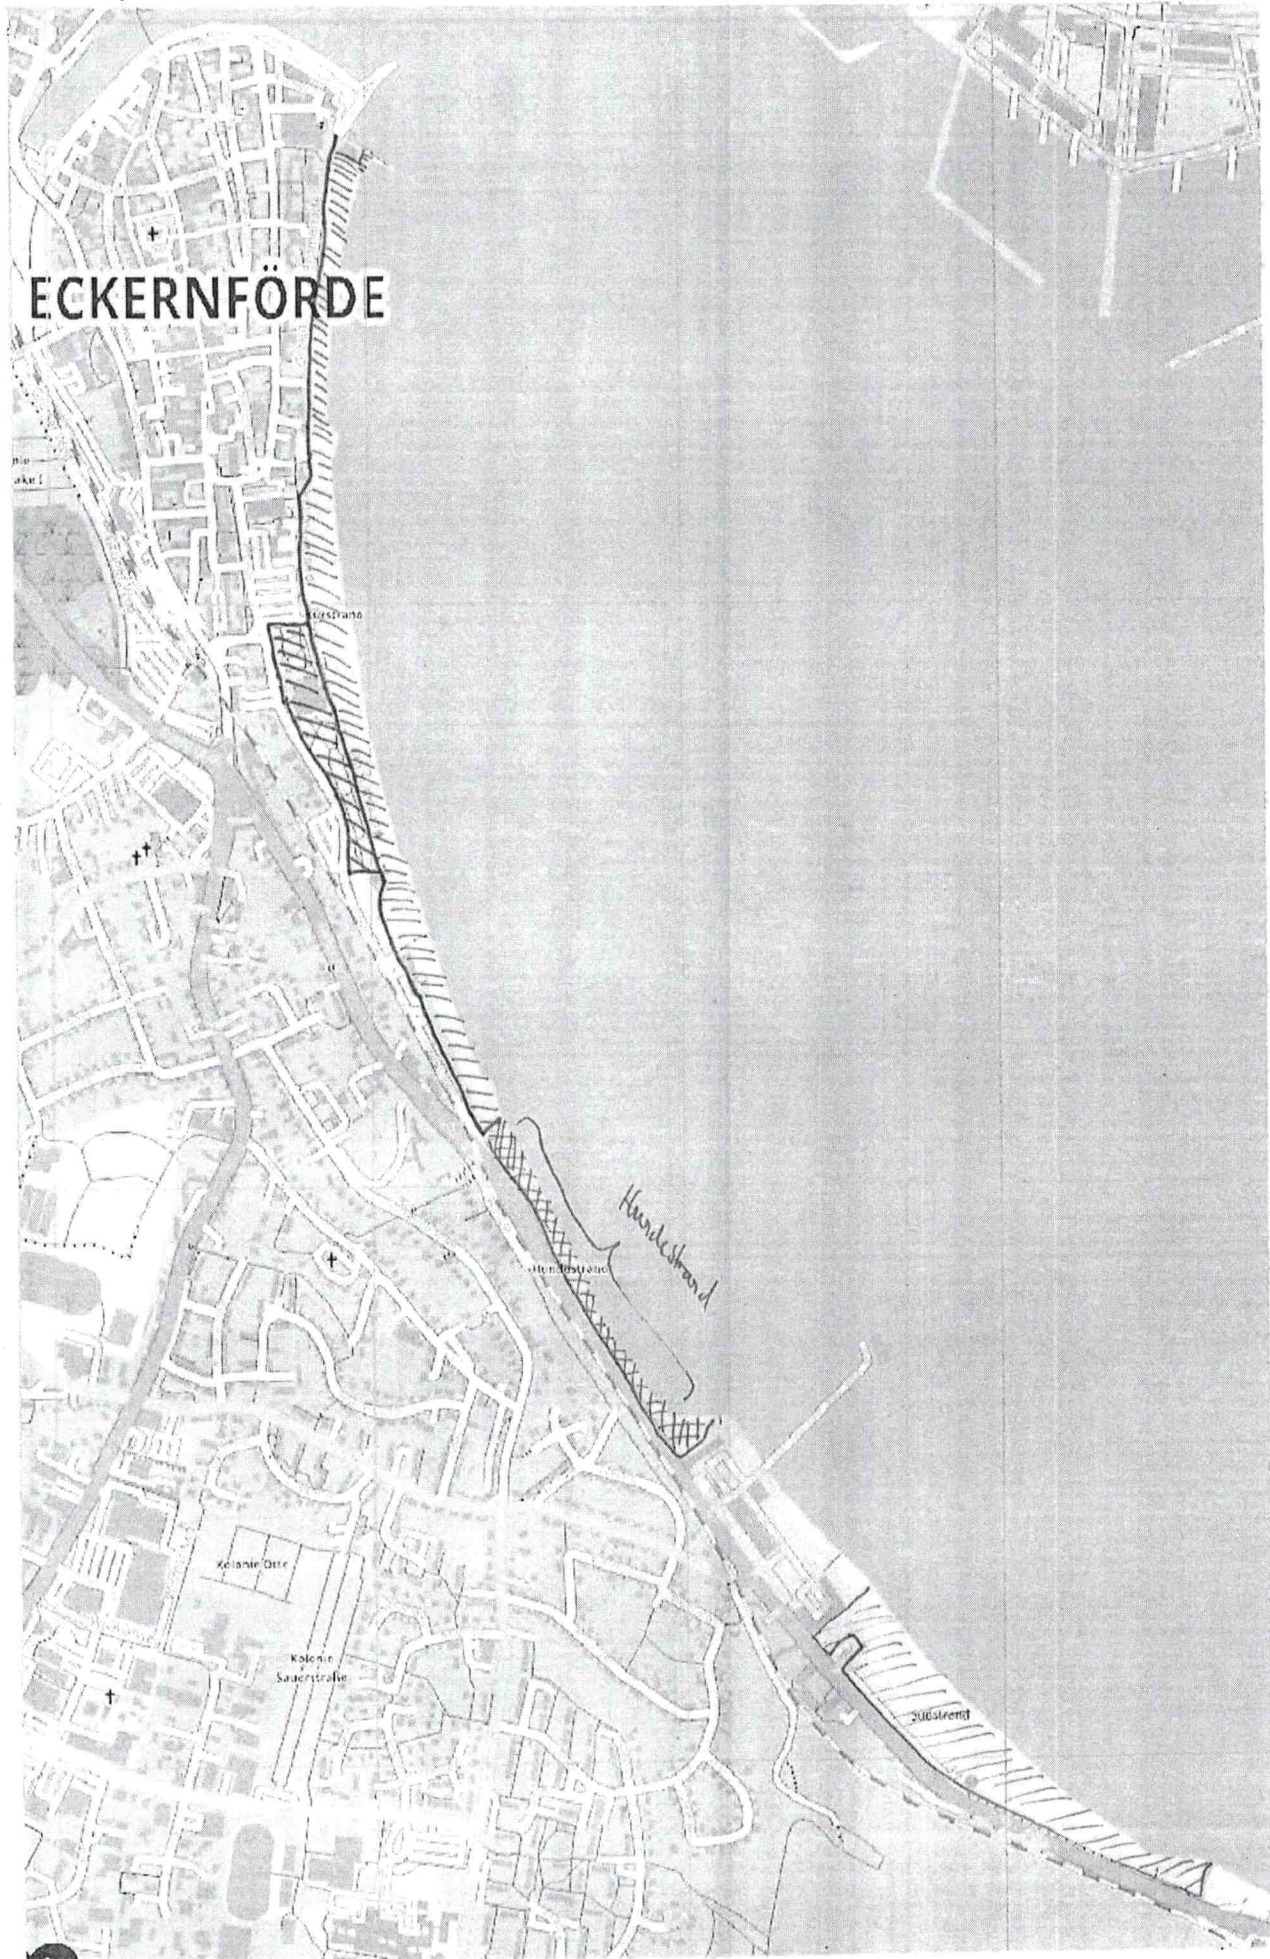 ECKERNFÖRDE
Hundestrand
Hundestrand
Kolonie Otte
Kolonie
Sauerstraße
Südstrand